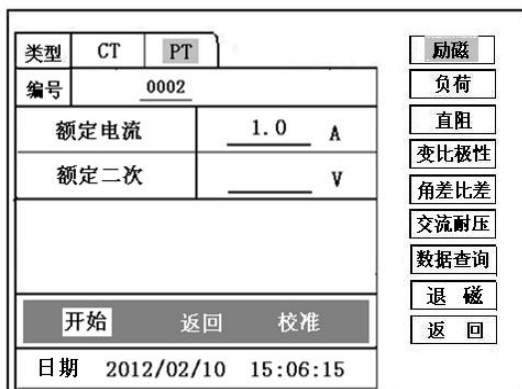 类型 CT PT
编号 0002
额定电流 1.0 A
额定二次 V
开始 返回 校准
日期 2012/02/10 15:06:15
励磁
负荷
直阻
变比极性
角差比差
交流耐压
数据查询
退 磁
返 回